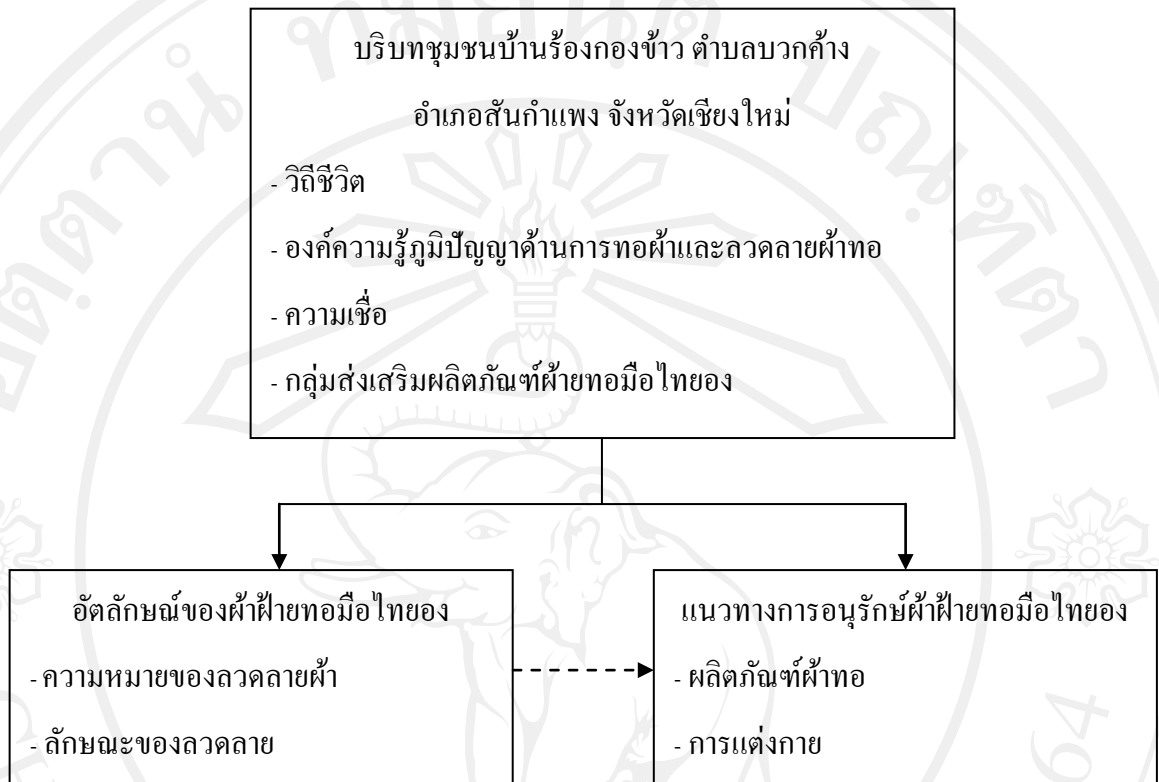 บริบทชุมชนบ้านร้องกองข้าว ตำบลบวกค้าง
อำเภอสันกำแพง จังหวัดเชียงใหม่
- วิถีชีวิต
- องค์ความรู้ภูมิปัญญาด้านการทอผ้าและลวดลายผ้าทอ
- ความเชื่อ
- กลุ่มส่งเสริมผลิตภัณฑ์ผ้ายทอมือไทยอง
อัตลักษณ์ของผ้าฝ้ายทอมือไทยอง
- ความหมายของลวดลายผ้า
- ลักษณะของลวดลาย
แนวทางการอนุรักษ์ผ้าฝ้ายทอมือไทยอง
- ผลิตภัณฑ์ผ้าทอ
- การแต่งกาย